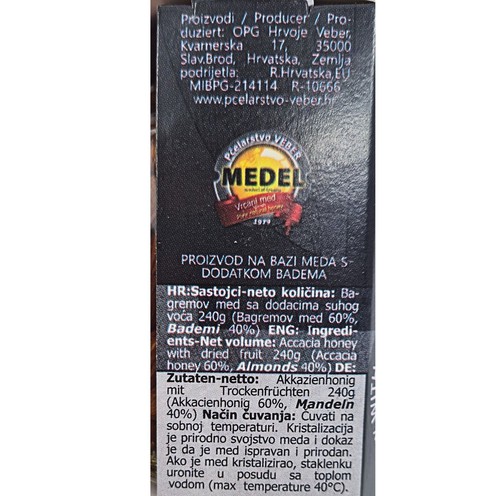 Proizvodi / Producer / Pro-
duziert: OPG Hrvoje Veber,
Kvarnerska 17, 35000
Slav.Brod, Hrvatska, Zemlja
podrijetla: R.Hrvatska,EU
MIBPG-214114 R-10666
www.pcelarstvo-veber.hr
Pčelarstvo VEBER
MEDEL
Vrcani med
1979
PROIZVOD NA BAZI MEDA S-
DODATKOM BADEMA
HR:Sastojci-neto količina: Ba-
gremov med sa dodacima suhog
voća 240g (Bagremov med 60%,
Bademi 40%) ENG: Ingredi-
ents-Net volume: Accacia honey
with dried fruit 240g (Accacia
honey 60%, Almonds 40%) DE:
Zutaten-netto: Akkazienhonig
mit Trockenfrüchten 240g
(Akkacienhonig 60%, Mandeln
40%) Način čuvanja: Čuvati na
sobnoj temperaturi. Kristalizacija
je prirodno svojstvo meda i dokaz
je da je med ispravan i prirodan.
Ako je med kristalizirao, staklenku
uronite u posudu sa toplom
vodom (max temperature 40°C).